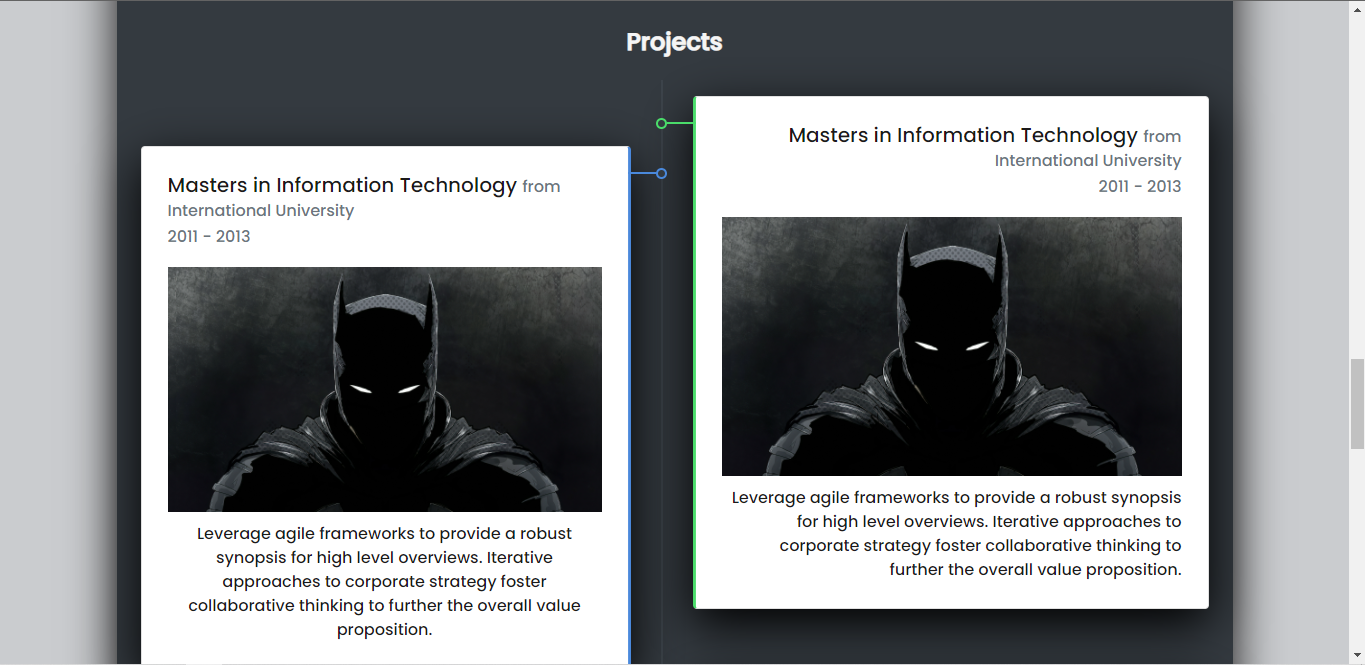 Projects
Masters in Information Technology from
International University
2011 - 2013
Leverage agile frameworks to provide a robust
synopsis for high level overviews. Iterative
approaches to corporate strategy foster
collaborative thinking to further the overall value
proposition.
Masters in Information Technology from
International University
2011 - 2013
Leverage agile frameworks to provide a robust synopsis
for high level overviews. Iterative approaches to
corporate strategy foster collaborative thinking to
further the overall value proposition.